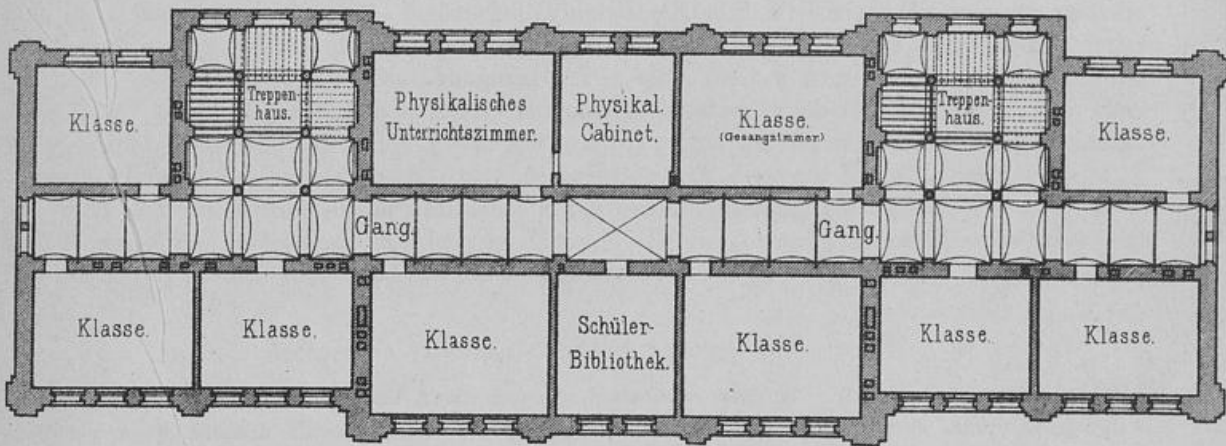 Klasse.
Treppen-
haus.
Physikalisches
Unterrichtszimmer.
Physikal.
Cabinet.
Klasse.
(Gesangzimmer.)
Treppen-
haus.
Klasse.
Gang.
Gang.
Klasse.
Klasse.
Klasse.
Schüler-
Bibliothek.
Klasse.
Klasse.
Klasse.